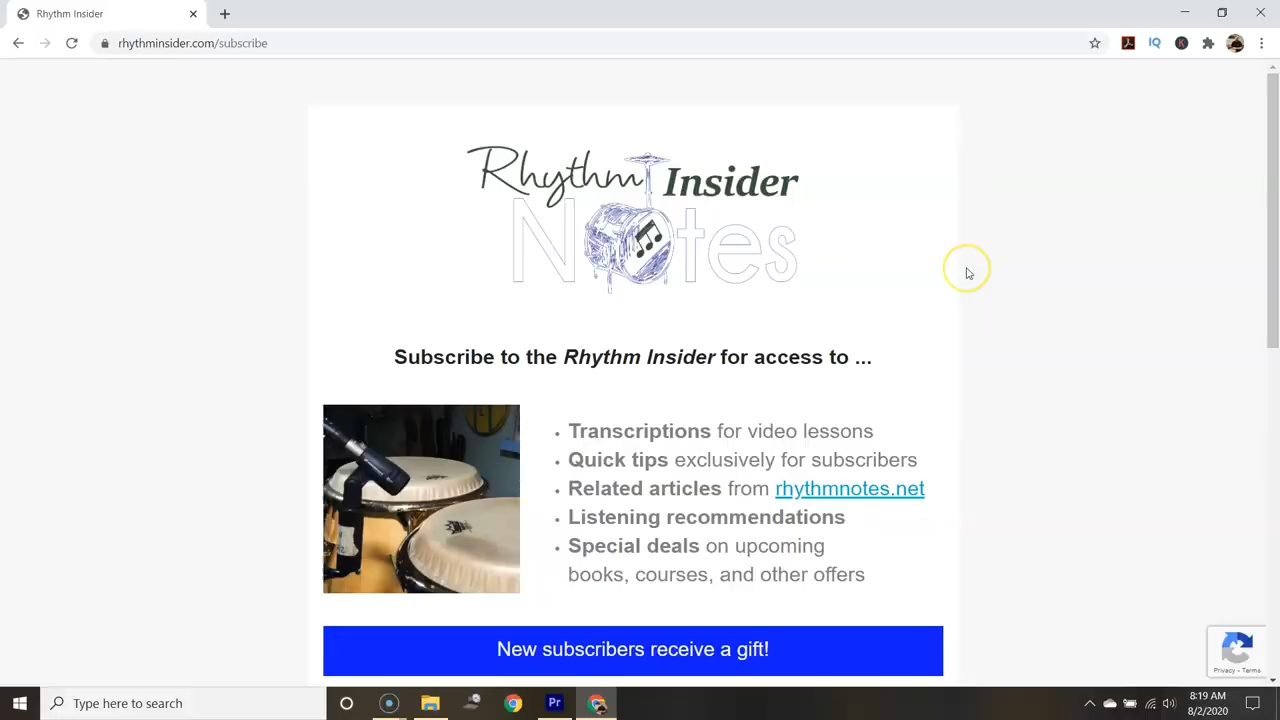 Rhythm Insider
rhythminsider.com/subscribe
IQ
K
Rhythm Insider
Notes
Subscribe to the Rhythm Insider for access to ...
• Transcriptions for video lessons
• Quick tips exclusively for subscribers
• Related articles from rhythmnotes.net
• Listening recommendations
• Special deals on upcoming
books, courses, and other offers
New subscribers receive a gift!
Privacy - Terms
Type here to search
Pr
8:19 AM
8/2/2020